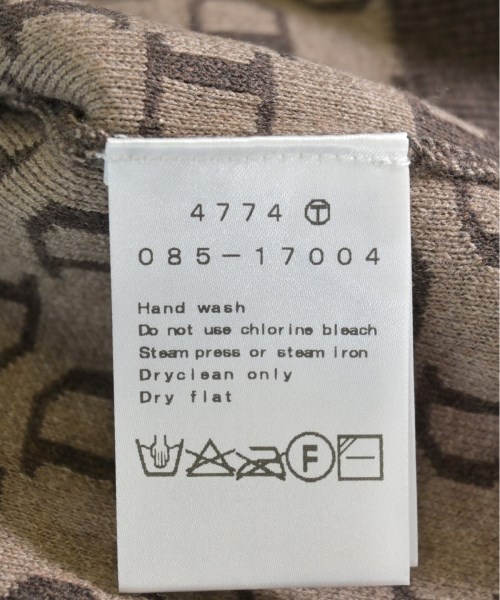 4774 Ⓣ
085-17004
Hand wash
Do not use chlorine bleach
Steam press or steam iron
Dryclean only
Dry flat
F